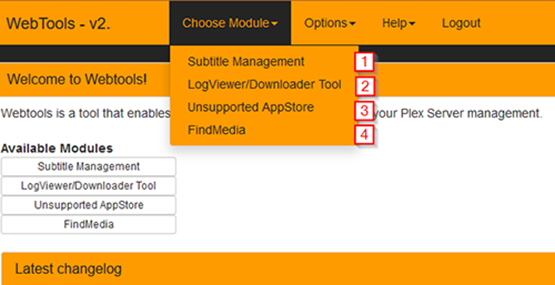 WebTools - v2.
Choose Module
Options
Help
Logout
Subtitle Management 1
LogViewer/Downloader Tool 2
Unsupported AppStore 3
FindMedia 4
Welcome to Webtools!
Webtools is a tool that enables your Plex Server management.
Available Modules
Subtitle Management
LogViewer/Downloader Tool
Unsupported AppStore
FindMedia
Latest changelog